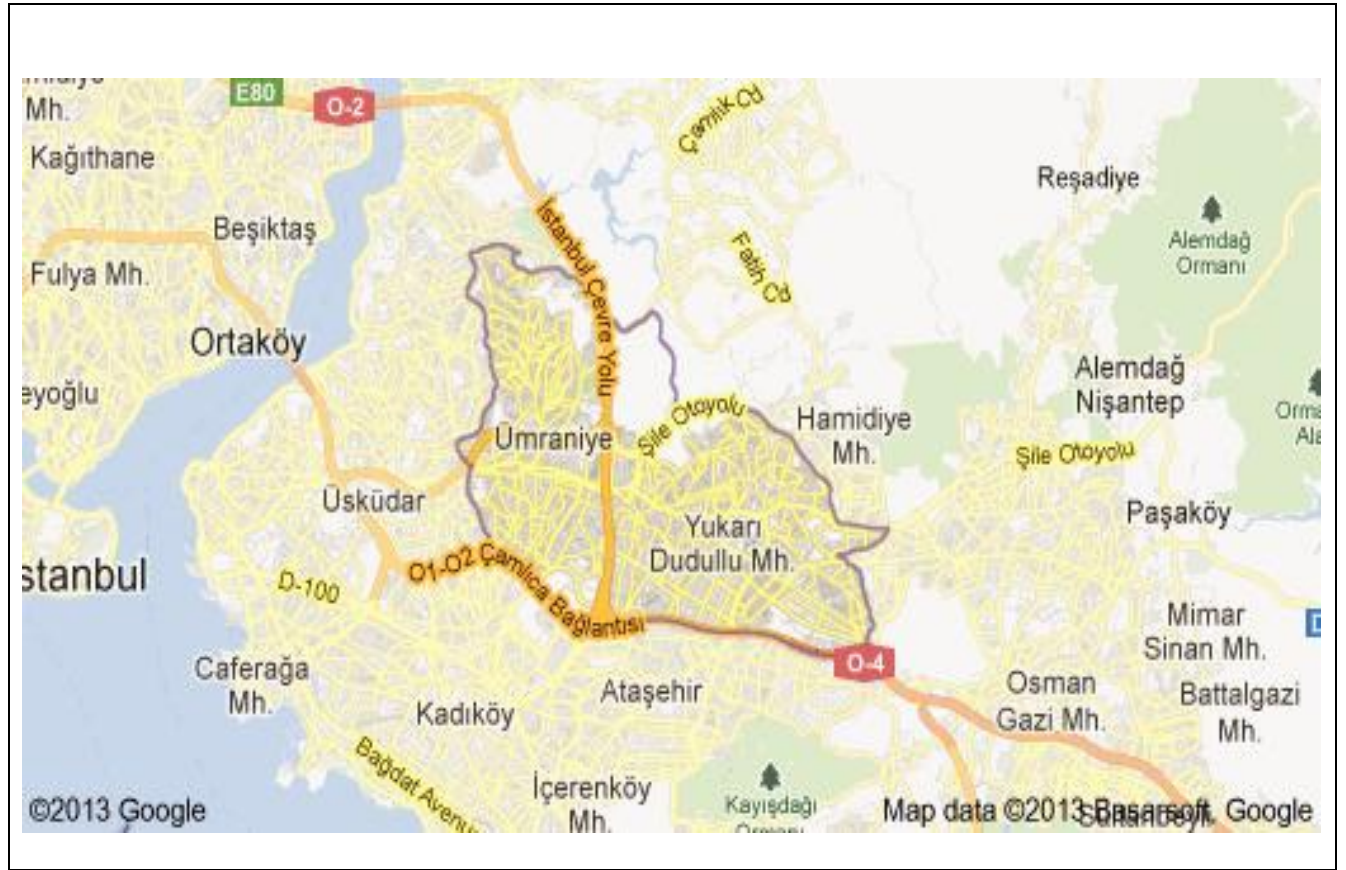 Mh.
E80
O-2
Çamlık Cd
Kağıthane
Reşadiye
Beşiktaş
İstanbul Çevre Yolu
Fatih Cd
Alemdağ
Ormanı
Fulya Mh.
Ortaköy
Alemdağ
Nişantep
eyoğlu
Şile Otoyolu
Hamidiye
Mh.
Orma
Ala
Ümraniye
Şile Otoyolu
Üsküdar
Yukarı
Dudullu Mh.
Paşaköy
stanbul
D-100
O1-O2 Çamlıca Bağlantısı
Mimar
Sinan Mh.
D
Caferağa
Mh.
O-4
Kadıköy
Ataşehir
Osman
Gazi Mh.
Battalgazi
Mh.
Bağdat Avenu
İçerenköy
Mh.
Kayışdağı
Ormanı
©2013 Google
Map data ©2013 Basarsoft, Google